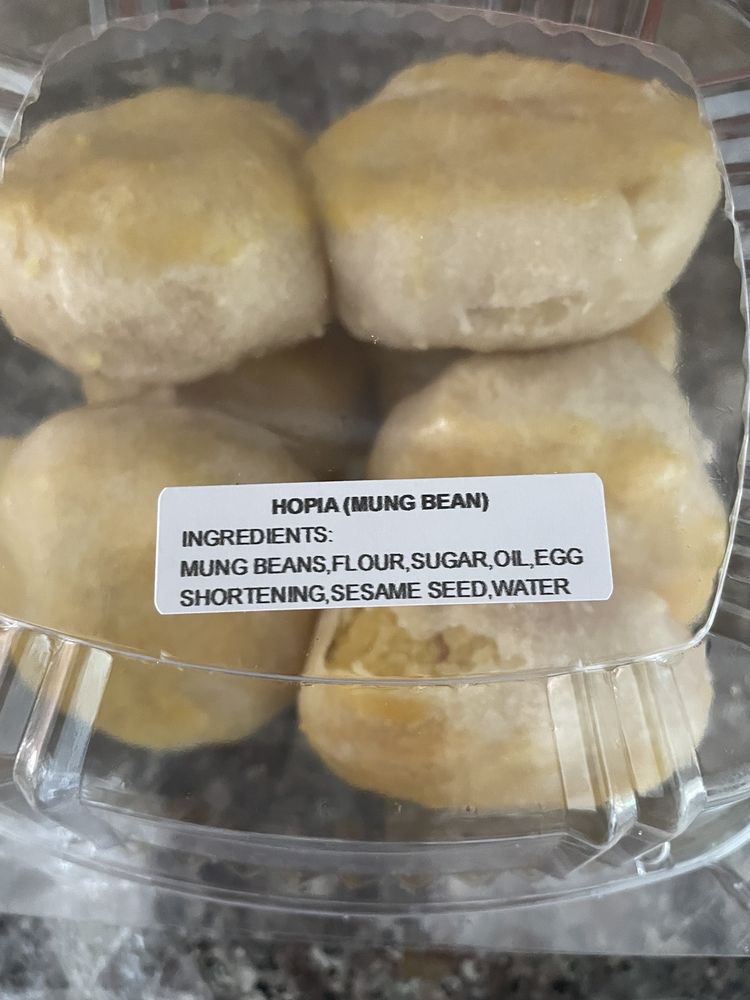 HOPIA (MUNG BEAN)
INGREDIENTS:
MUNG BEANS,FLOUR,SUGAR,OIL,EGG
SHORTENING,SESAME SEED,WATER